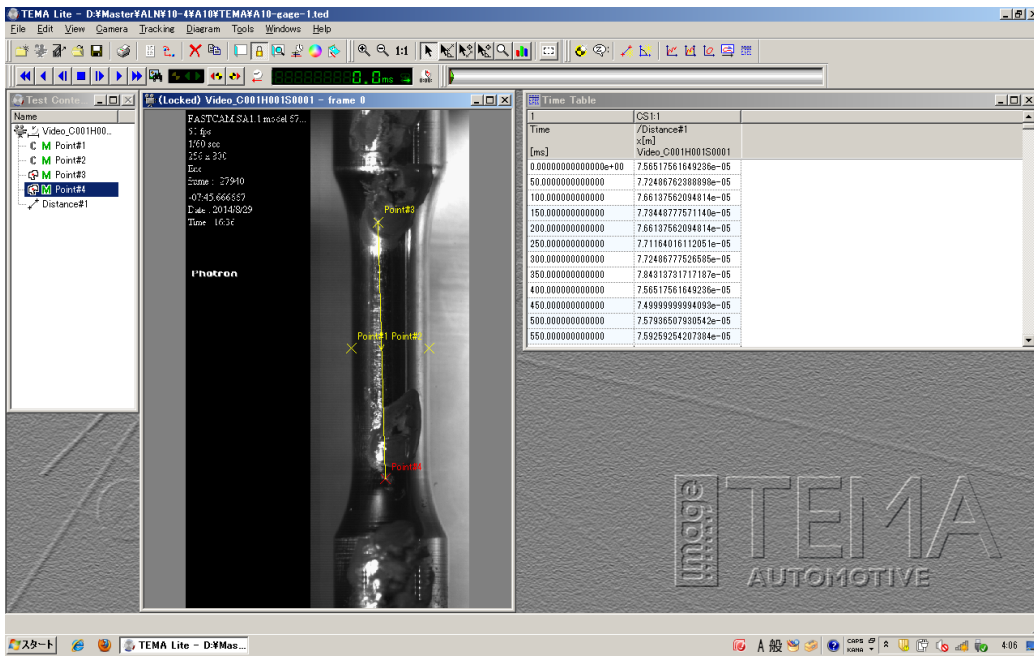 TEMA Lite - D:¥Master¥ALN¥10-4¥A10¥TEMA¥A10-gage-1.ted
File Edit View Camera Tracking Diagram Tools Windows Help
1:1
0.0ms
Test Conte...
Name
Video_C001H00...
C M Point#1
C M Point#2
M Point#3
M Point#4
Distance#1
(Locked) Video_C001H001S0001 - frame 0
FASTCAM SA1.1 model 67...
1/60 sec
frame : 27940
-07:45.666667
Date : 2014/8/29
Time : 16:36
Photron
Point#3
Point#1 Point#2
Time Table
1 CS1:1
Time /Distance#1
x[m]
[ms] Video_C001H001S0001
0.00000000000000e+00 7.56517561649236e-05
50.000000000000 7.72486762388898e-05
100.000000000000 7.66137562094814e-05
150.000000000000 7.73448777571140e-05
200.000000000000 7.66137562094814e-05
250.000000000000 7.71164016112051e-05
300.000000000000 7.72486777526585e-05
350.000000000000 7.84313731717187e-05
400.000000000000 7.56517561649236e-05
450.000000000000 7.49999999994093e-05
500.000000000000 7.57936507930542e-05
550.000000000000 7.59259254207384e-05
image
TEMA
AUTOMOTIVE
スタート
TEMA Lite - D:¥Mas...
A 般
CAPS
KANA
4:06